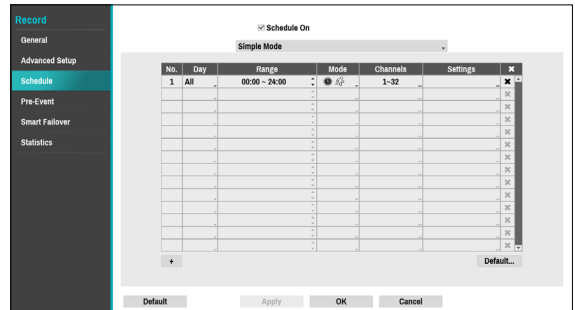 Record
General
Advanced Setup
Schedule
Pre-Event
Smart Failover
Statistics
Schedule On
Simple Mode
No. Day Range Mode Channels Settings
1 All 00:00 ~ 24:00 1~32
+ Default...
Default Apply OK Cancel